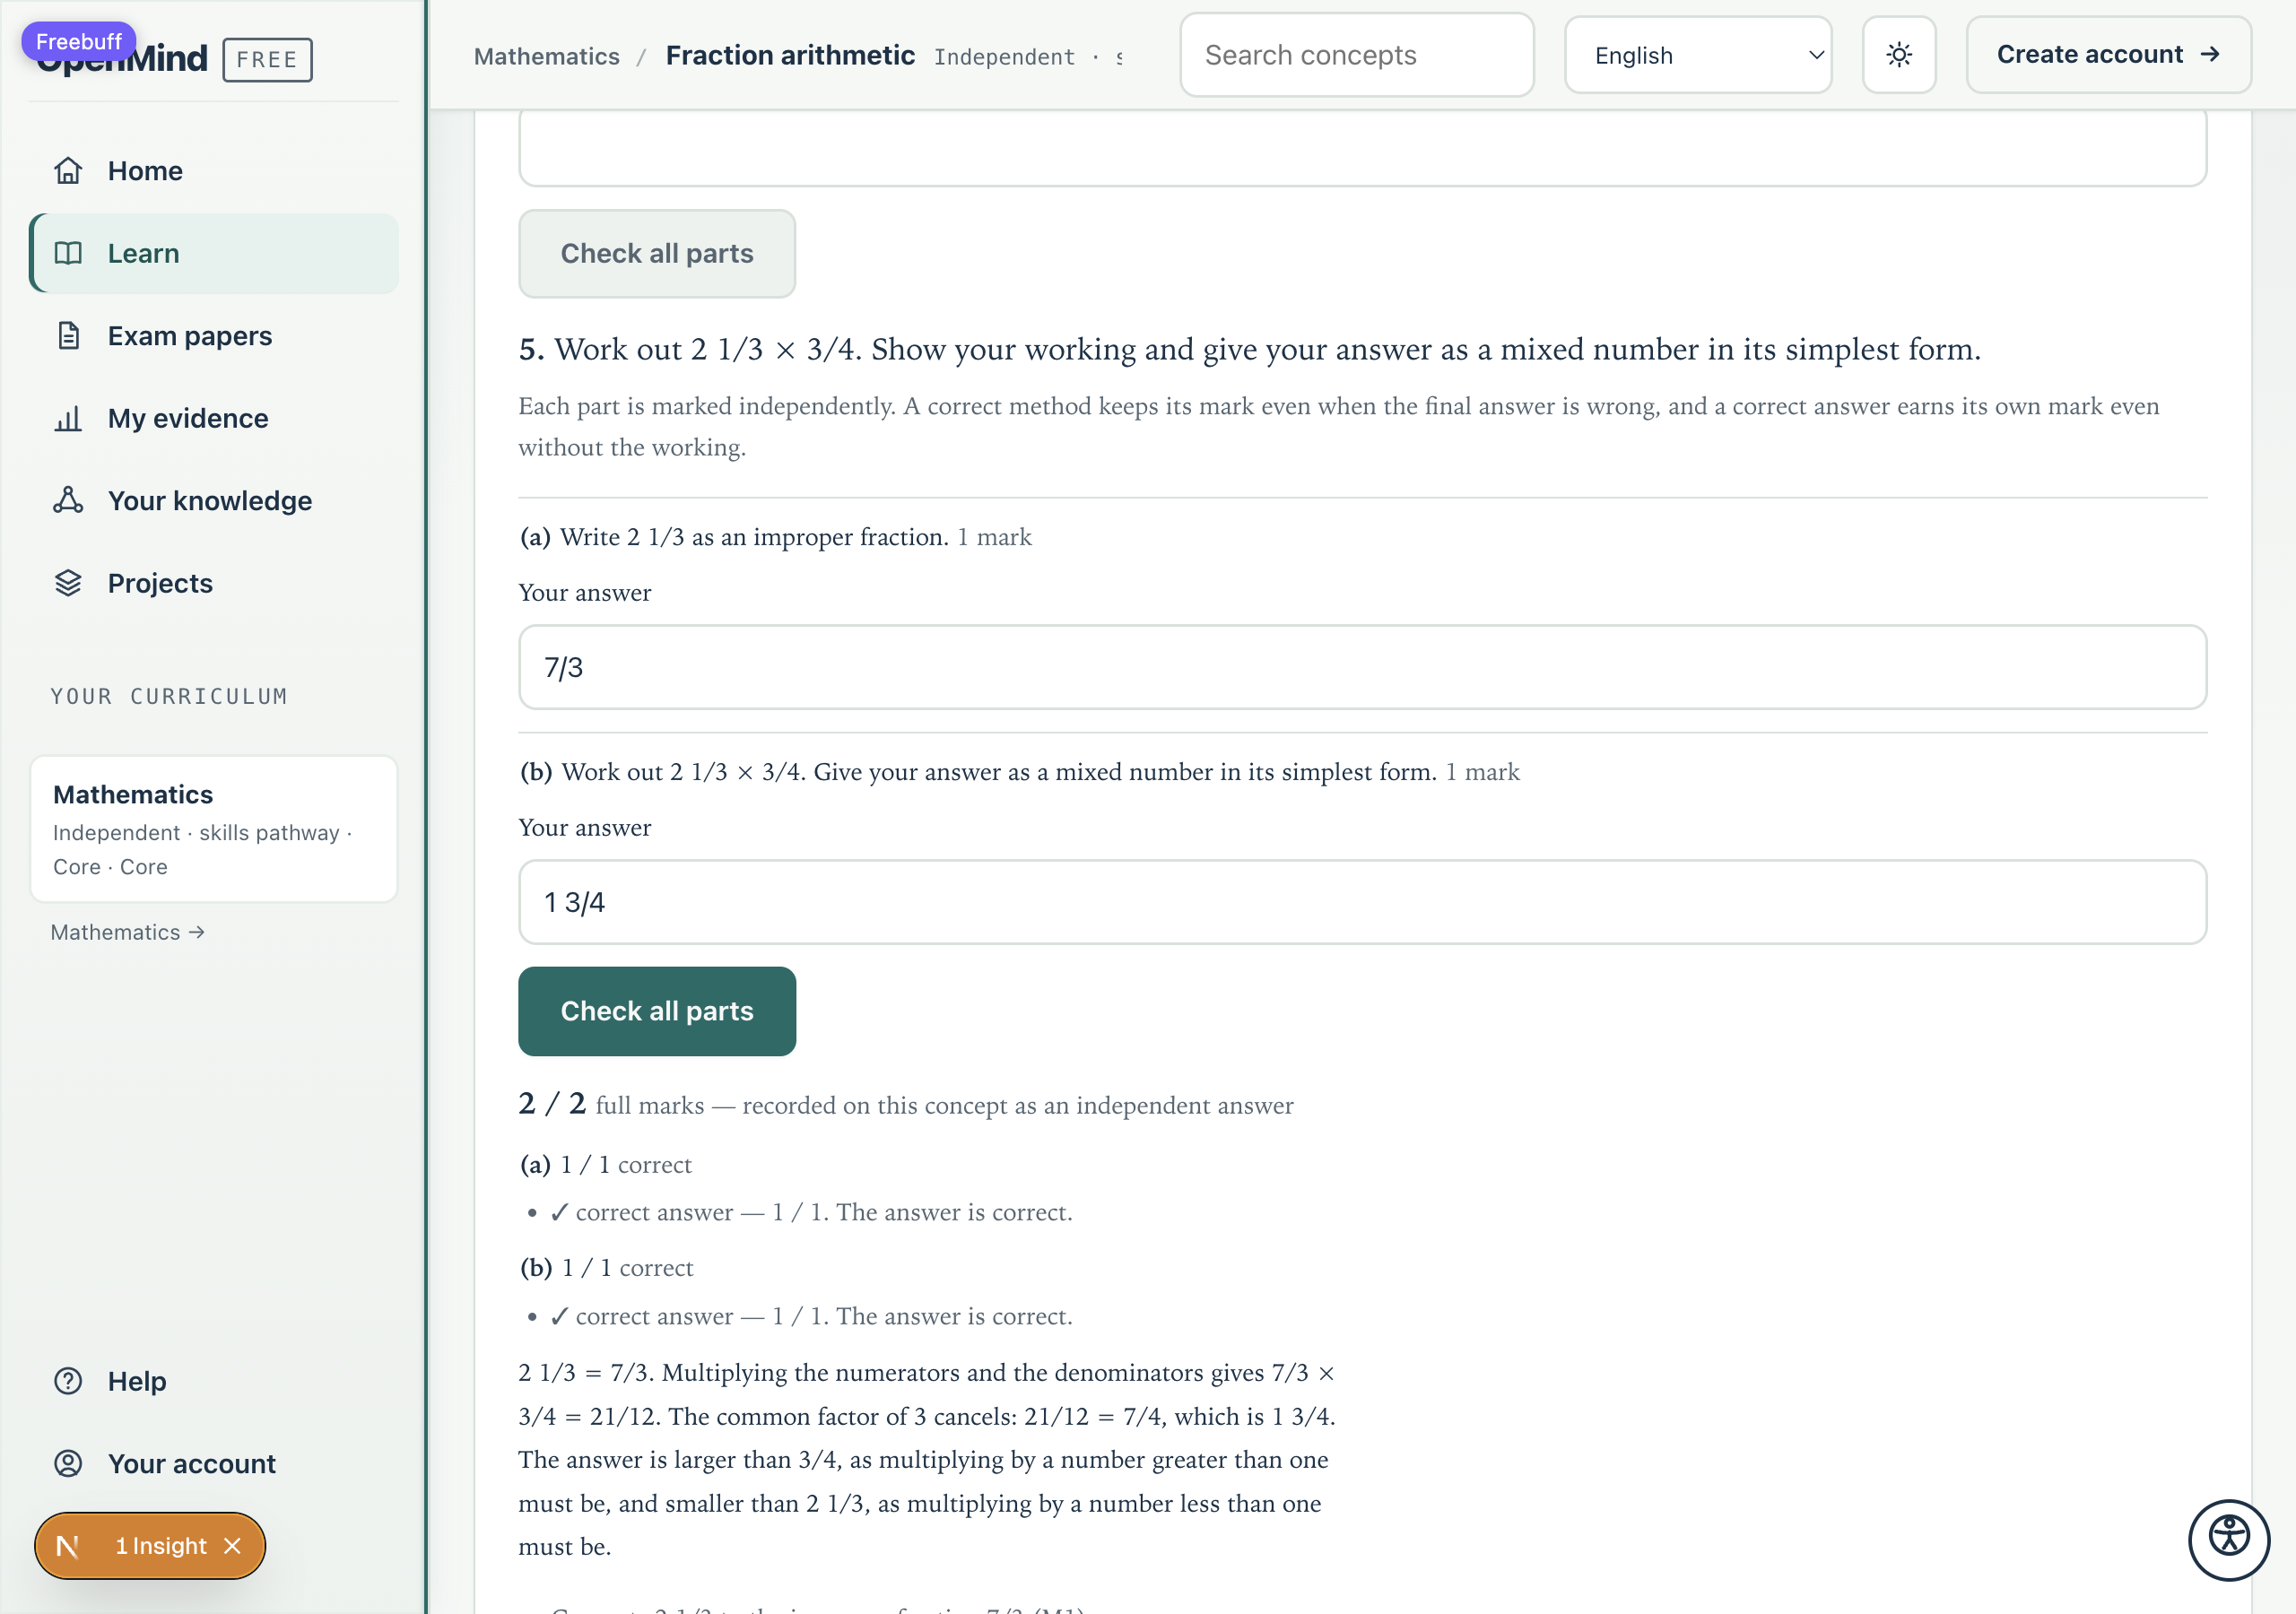 Freebuff
OpenMind FREE
Home
Learn
Exam papers
My evidence
Your knowledge
Projects
YOUR CURRICULUM
Mathematics
Independent · skills pathway ·
Core · Core
Mathematics →
Help
Your account
1 Insight
Mathematics / Fraction arithmetic Independent ·
Search concepts
English
Create account →
Check all parts
5. Work out 2 1/3 × 3/4. Show your working and give your answer as a mixed number in its simplest form.
Each part is marked independently. A correct method keeps its mark even when the final answer is wrong, and a correct answer earns its own mark even
without the working.
(a) Write 2 1/3 as an improper fraction. 1 mark
Your answer
7/3
(b) Work out 2 1/3 × 3/4. Give your answer as a mixed number in its simplest form. 1 mark
Your answer
1 3/4
Check all parts
2 / 2 full marks — recorded on this concept as an independent answer
(a) 1 / 1 correct
• ✓ correct answer — 1 / 1. The answer is correct.
(b) 1 / 1 correct
• ✓ correct answer — 1 / 1. The answer is correct.
2 1/3 = 7/3. Multiplying the numerators and the denominators gives 7/3 ×
3/4 = 21/12. The common factor of 3 cancels: 21/12 = 7/4, which is 1 3/4.
The answer is larger than 3/4, as multiplying by a number greater than one
must be, and smaller than 2 1/3, as multiplying by a number less than one
must be.